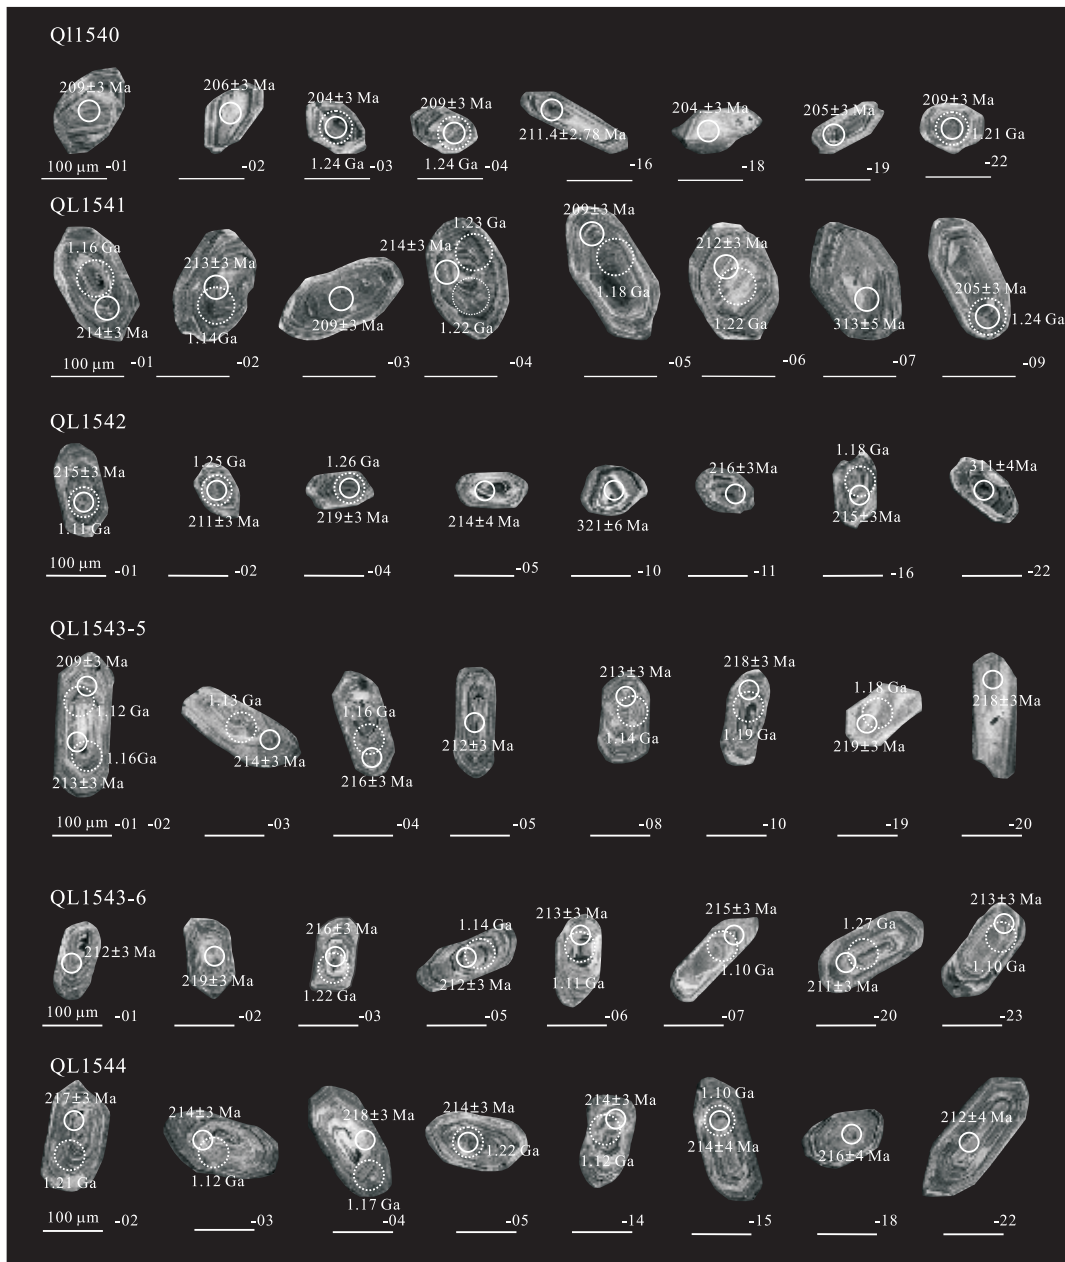 Ql1540
209±3 Ma 206±3 Ma 204±3 Ma 209±3 Ma 211.4±2.78 Ma 204.±3 Ma 205±3 Ma 209±3 Ma
1.24 Ga 1.24 Ga 1.21 Ga
100 µm -01 -02 -03 -04 -16 -18 -19 -22
QL1541
1.16 Ga 213±3 Ma 214±3 Ma 1.23 Ga 209±3 Ma 212±3 Ma 205±3 Ma
214±3 Ma 1.14Ga 209±3 Ma 1.22 Ga 1.18 Ga 1.22 Ga 313±5 Ma 1.24 Ga
100 µm -01 -02 -03 -04 -05 -06 -07 -09
QL1542
215±3 Ma 1.25 Ga 1.26 Ga 216±3Ma 1.18 Ga 311±4Ma
1.11 Ga 211±3 Ma 219±3 Ma 214±4 Ma 321±6 Ma 215±3Ma
100 µm -01 -02 -04 -05 -10 -11 -16 -22
QL1543-5
209±3 Ma 213±3 Ma 218±3 Ma
1.12 Ga 1.13 Ga 1.16 Ga 1.18 Ga 218±3Ma
1.16Ga 214±3 Ma 212±3 Ma 1.14 Ga 1.19 Ga 219±3 Ma
213±3 Ma 216±3 Ma
100 µm -01 -02 -03 -04 -05 -08 -10 -19 -20
QL1543-6
216±3 Ma 1.14 Ga 213±3 Ma 215±3 Ma 1.27 Ga 213±3 Ma
212±3 Ma 219±3 Ma 1.22 Ga 212±3 Ma 1.11 Ga 1.10 Ga 211±3 Ma 1.10 Ga
-01 -02 -03 -05 -06 -07 -20 -23
100 µm
QL1544
217±3 Ma 214±3 Ma 218±3 Ma 214±3 Ma 214±3 Ma 1.10 Ga 212±4 Ma
1.21 Ga 1.12 Ga 1.17 Ga 1.22 Ga 1.12 Ga 214±4 Ma 216±4 Ma
100 µm -02 -03 -04 -05 -14 -15 -18 -22